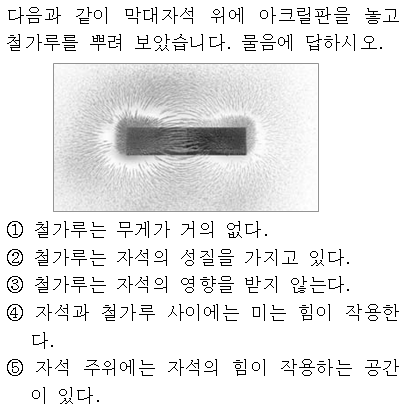 다음과 같이 막대자석 위에 아크릴판을 놓고
철가루를 뿌려 보았습니다. 물음에 답하시오.
① 철가루는 무게가 거의 없다.
② 철가루는 자석의 성질을 가지고 있다.
③ 철가루는 자석의 영향을 받지 않는다.
④ 자석과 철가루 사이에는 미는 힘이 작용한
다.
⑤ 자석 주위에는 자석의 힘이 작용하는 공간
이 있다.